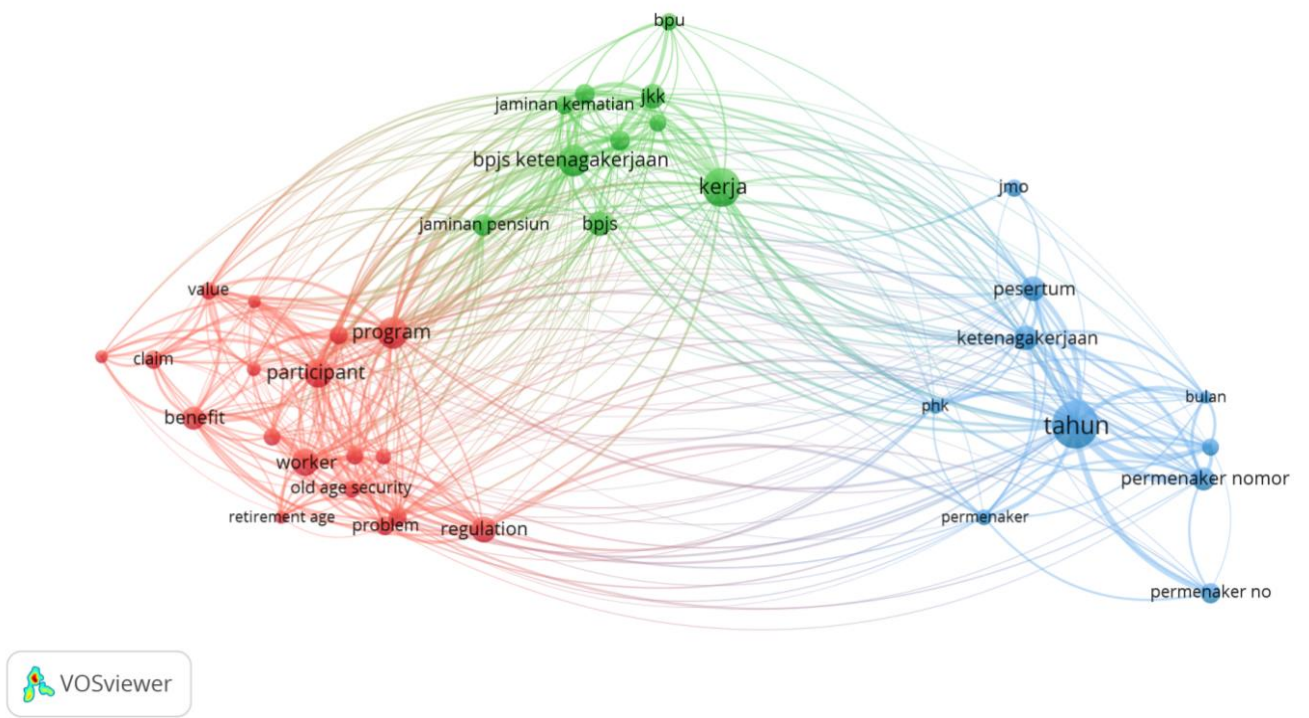 bpu
jaminan kematian
jkk
bpjs ketenagakerjaan
kerja
jmo
jaminan pensiun
bpjs
value
pesertum
program
ketenagakerjaan
claim
participant
bulan
phk
benefit
tahun
worker
permenaker nomor
old age security
retirement age
problem
regulation
permenaker
permenaker no
VOSviewer